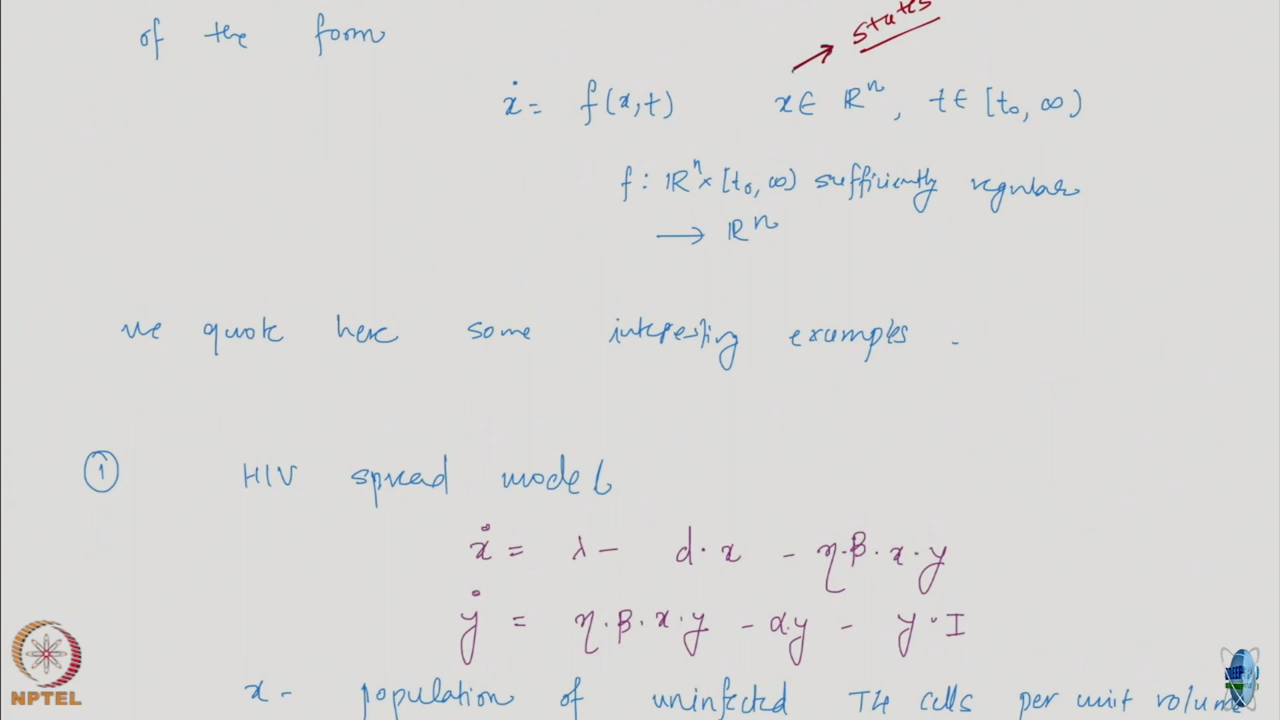 states
of the form
ẋ = f(x,t) x ∈ ℝⁿ, t ∈ [t₀, ∞)
f: ℝⁿ × [t₀, ∞) sufficiently regular
→ ℝⁿ
we quote here some interesting examples.
① HIV spread model
ẋ = λ - d·x - η·β·x·y
ẏ = η·β·x·y - α·y - y·I
x - population of uninfected T4 cells per unit volume
NPTEL